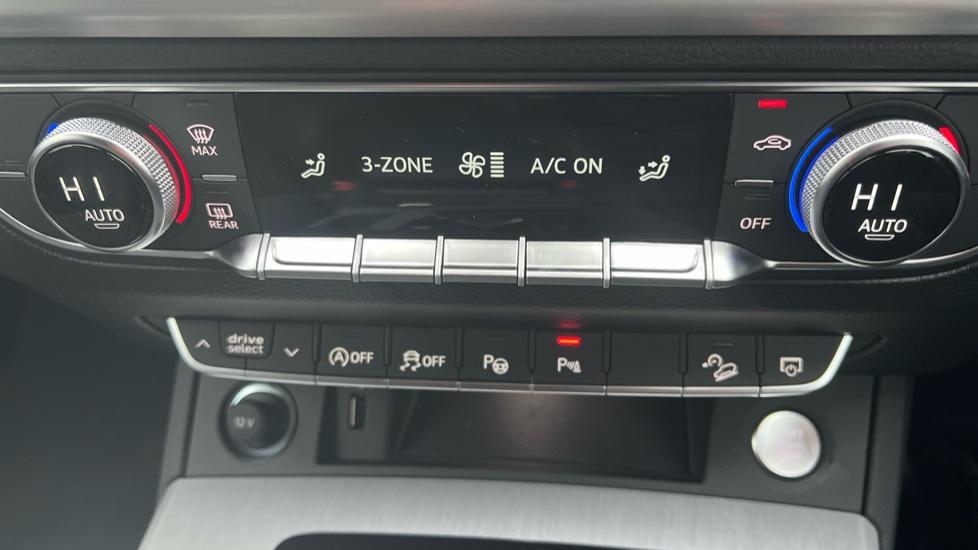 MAX
3-ZONE
A/C ON
HI
AUTO
REAR
OFF
HI
AUTO
drive
select
A OFF
OFF
P
P
12V